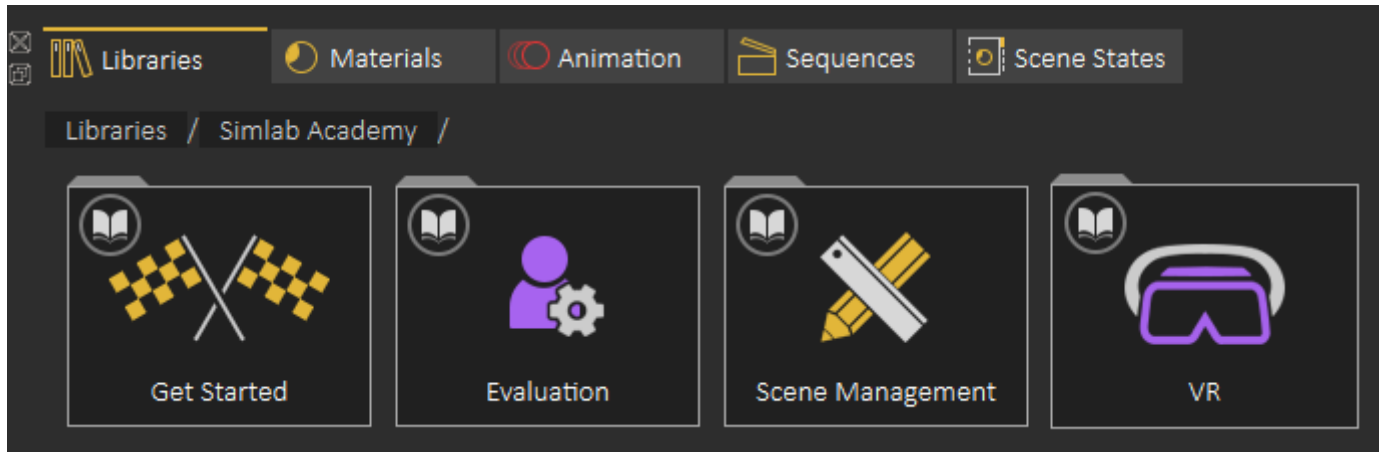 Libraries Materials Animation Sequences Scene States
Libraries / Simlab Academy /
Get Started Evaluation Scene Management VR